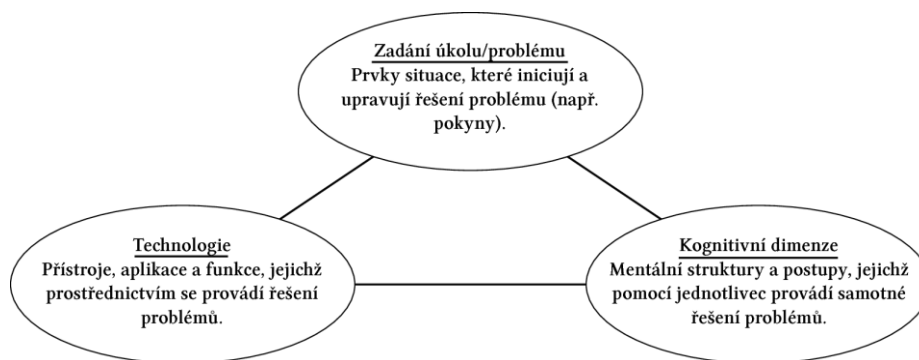 Zadání úkolu/problému
Prvky situace, které iniciují a
upravují řešení problému (např.
pokyny).
Technologie
Přístroje, aplikace a funkce, jejichž
prostřednictvím se provádí řešení
problémů.
Kognitivní dimenze
Mentální struktury a postupy, jejichž
pomocí jednotlivec provádí samotné
řešení problémů.